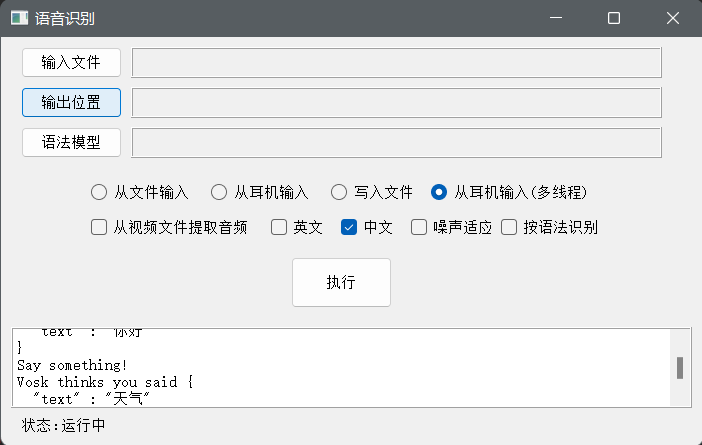 语音识别
输入文件
输出位置
语法模型
从文件输入 从耳机输入 写入文件 从耳机输入(多线程)
从视频文件提取音频 英文 中文 噪声适应 按语法识别
执行
"text" : "你好"
}
Say something!
Vosk thinks you said {
"text" : "天气"
状态:运行中